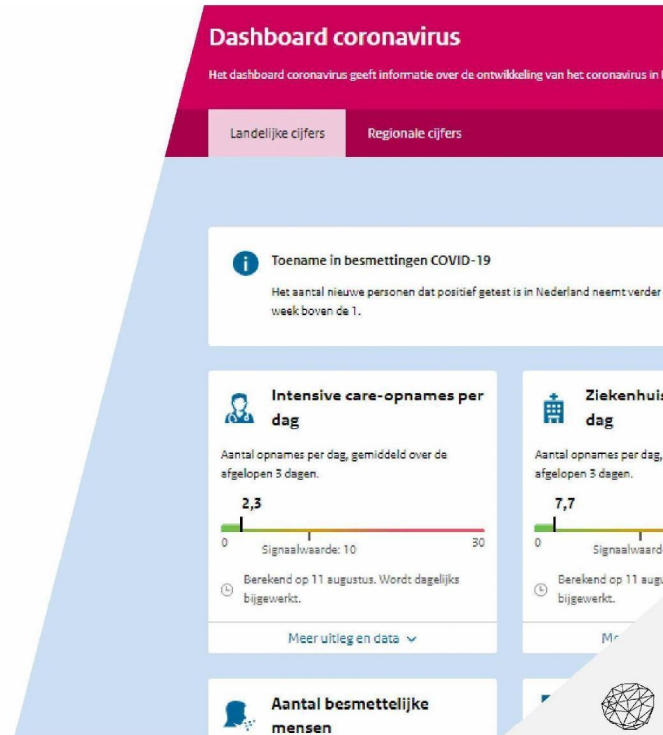 Dashboard coronavirus
Het dashboard coronavirus geeft informatie over de ontwikkeling van het coronavirus in
Landelijke cijfers
Regionale cijfers
Toename in besmettingen COVID-19
Het aantal nieuwe personen dat positief getest is in Nederland neemt verder
week boven de 1.
Intensive care-opnames per
dag
Aantal opnames per dag, gemiddeld over de
afgelopen 3 dagen.
2,3
0
Signaalwaarde: 10
30
Berekend op 11 augustus. Wordt dagelijks
bijgewerkt.
Meer uitleg en data
Ziekenhuis
dag
Aantal opnames per dag,
afgelopen 3 dagen.
7,7
0
Signaalwaard
Berekend op 11 augu
bijgewerkt.
Aantal besmettelijke
mensen